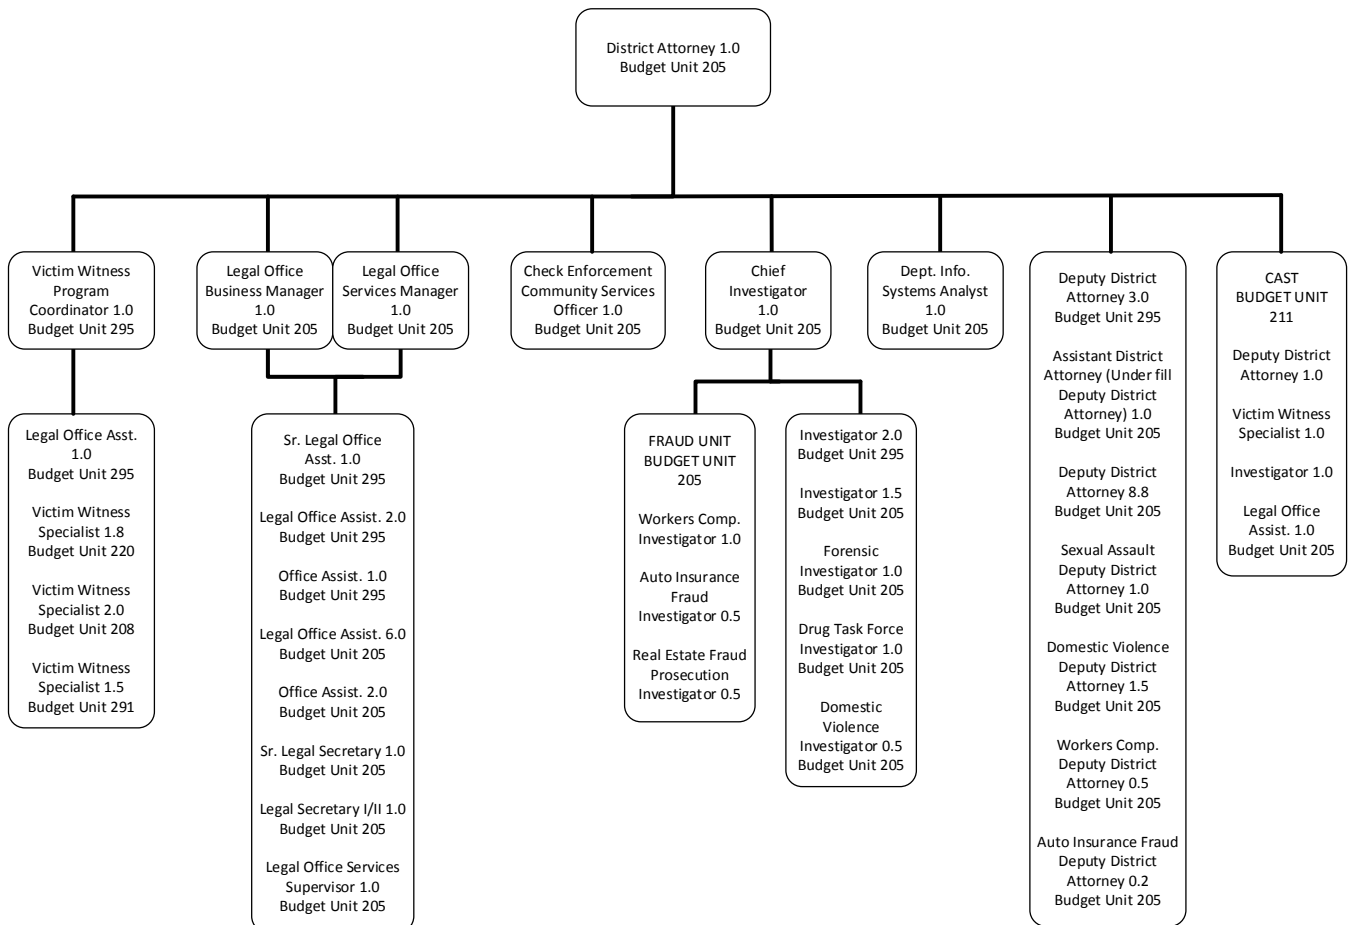 District Attorney 1.0
Budget Unit 205
Victim Witness
Program
Coordinator 1.0
Budget Unit 295
Legal Office
Business Manager
1.0
Budget Unit 205
Legal Office
Services Manager
1.0
Budget Unit 205
Check Enforcement
Community Services
Officer 1.0
Budget Unit 205
Chief
Investigator
1.0
Budget Unit 205
Dept. Info.
Systems Analyst
1.0
Budget Unit 205
Deputy District
Attorney 3.0
Budget Unit 295
Assistant District
Attorney (Under fill
Deputy District
Attorney) 1.0
Budget Unit 205
Deputy District
Attorney 8.8
Budget Unit 205
Sexual Assault
Deputy District
Attorney 1.0
Budget Unit 205
Domestic Violence
Deputy District
Attorney 1.5
Budget Unit 205
Workers Comp.
Deputy District
Attorney 0.5
Budget Unit 205
Auto Insurance Fraud
Deputy District
Attorney 0.2
Budget Unit 205
CAST
BUDGET UNIT
211
Deputy District
Attorney 1.0
Victim Witness
Specialist 1.0
Investigator 1.0
Legal Office
Assist. 1.0
Budget Unit 205
Legal Office Asst.
1.0
Budget Unit 295
Victim Witness
Specialist 1.8
Budget Unit 220
Victim Witness
Specialist 2.0
Budget Unit 208
Victim Witness
Specialist 1.5
Budget Unit 291
Sr. Legal Office
Asst. 1.0
Budget Unit 295
Legal Office Assist. 2.0
Budget Unit 295
Office Assist. 1.0
Budget Unit 295
Legal Office Assist. 6.0
Budget Unit 205
Office Assist. 2.0
Budget Unit 205
Sr. Legal Secretary 1.0
Budget Unit 205
Legal Secretary I/II 1.0
Budget Unit 205
Legal Office Services
Supervisor 1.0
Budget Unit 205
FRAUD UNIT
BUDGET UNIT
205
Workers Comp.
Investigator 1.0
Auto Insurance
Fraud
Investigator 0.5
Real Estate Fraud
Prosecution
Investigator 0.5
Investigator 2.0
Budget Unit 295
Investigator 1.5
Budget Unit 205
Forensic
Investigator 1.0
Budget Unit 205
Drug Task Force
Investigator 1.0
Budget Unit 205
Domestic
Violence
Investigator 0.5
Budget Unit 205